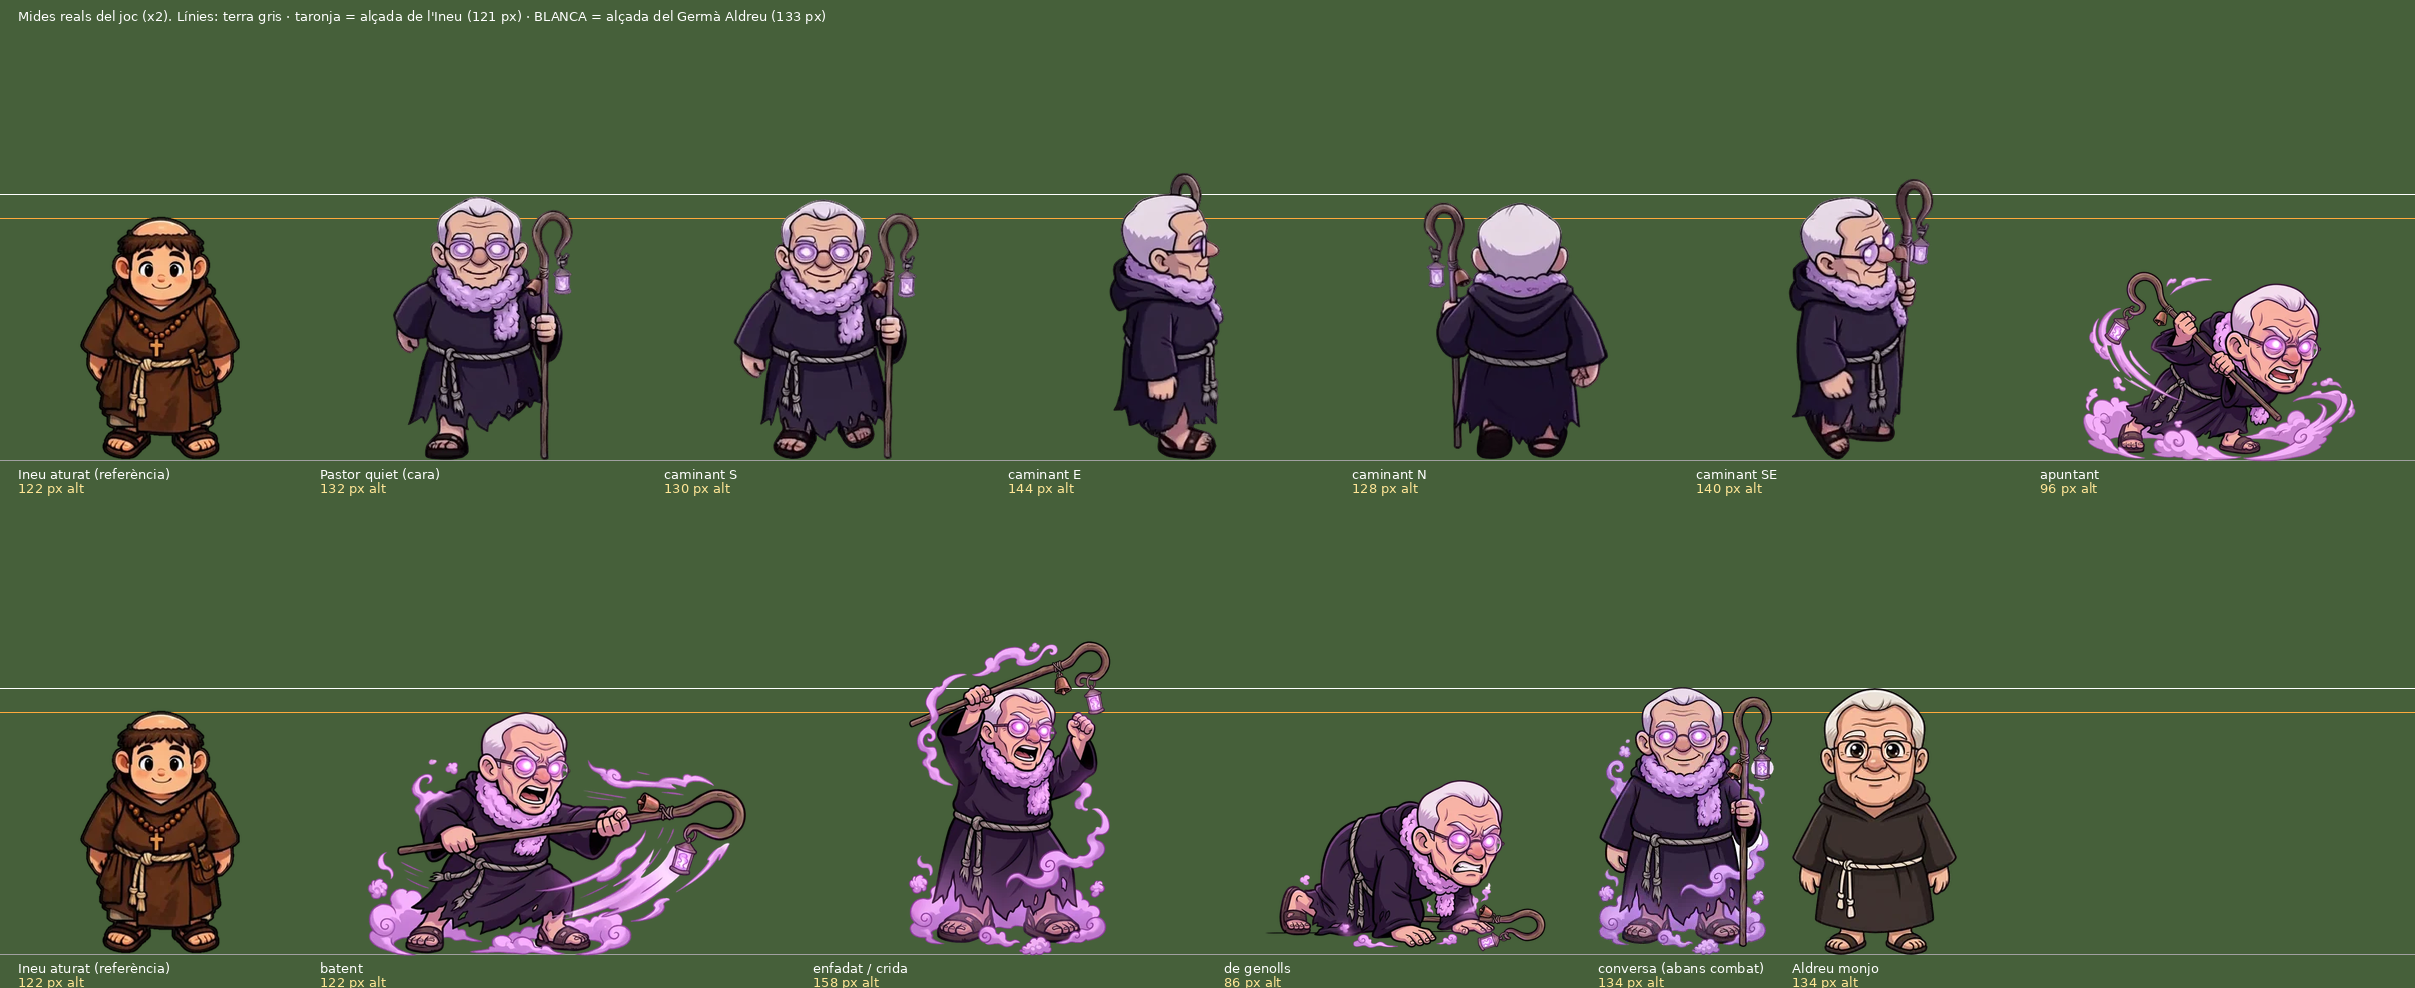 Mides reals del joc (x2). Línies: terra gris · taronja = alçada de l'Ineu (121 px) · BLANCA = alçada del Germà Aldreu (133 px)
Ineu aturat (referència)
122 px alt
Pastor quiet (cara)
132 px alt
caminant S
130 px alt
caminant E
144 px alt
caminant N
128 px alt
caminant SE
140 px alt
apuntant
96 px alt
Ineu aturat (referència)
122 px alt
batent
122 px alt
enfadat / crida
158 px alt
de genolls
86 px alt
conversa (abans combat)
134 px alt
Aldreu monjo
134 px alt